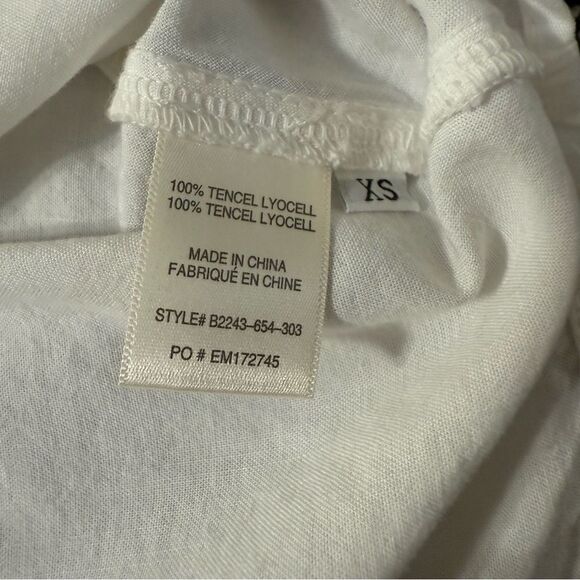 100% TENCEL LYOCELL
100% TENCEL LYOCELL
MADE IN CHINA
FABRIQUÉ EN CHINE
STYLE# B2243-654-303
PO # EM172745
XS